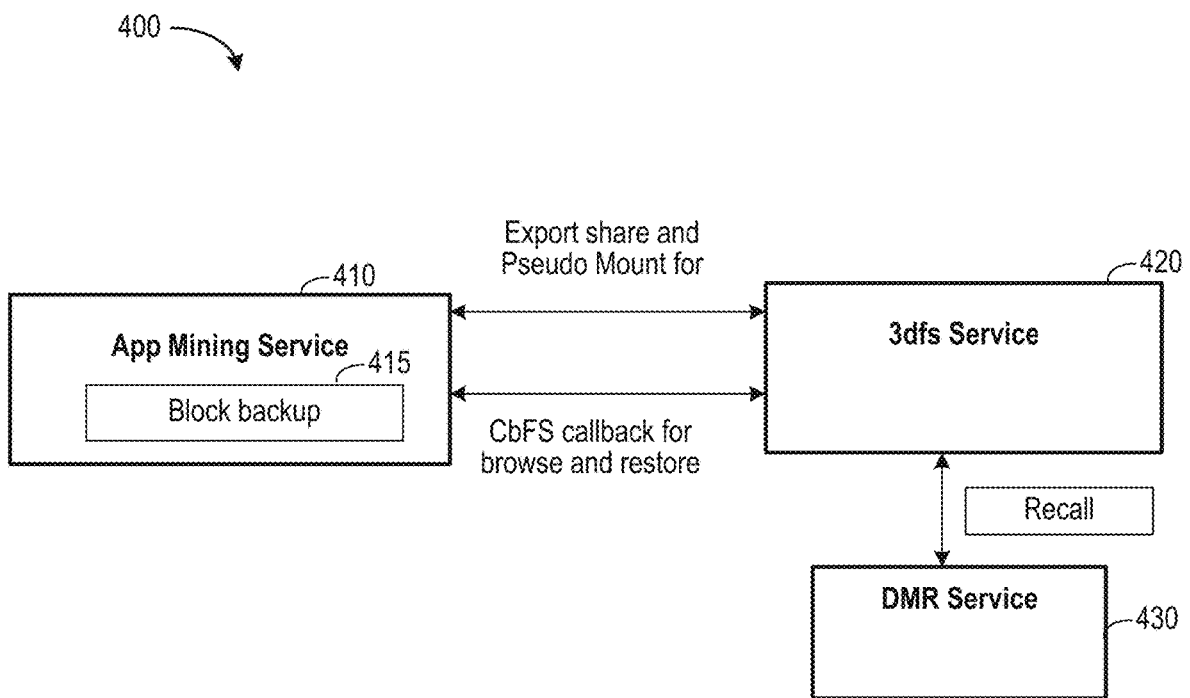 400
Export share and
Pseudo Mount for
410
420
App Mining Service
3dfs Service
415
Block backup
CbFS callback for
browse and restore
Recall
DMR Service
430